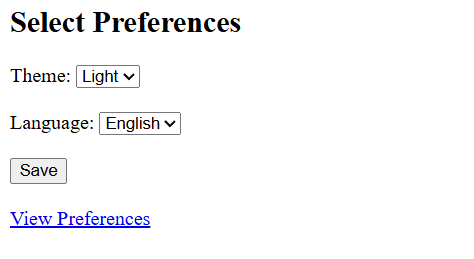 Select Preferences
Theme: Light
Language: English
Save
View Preferences